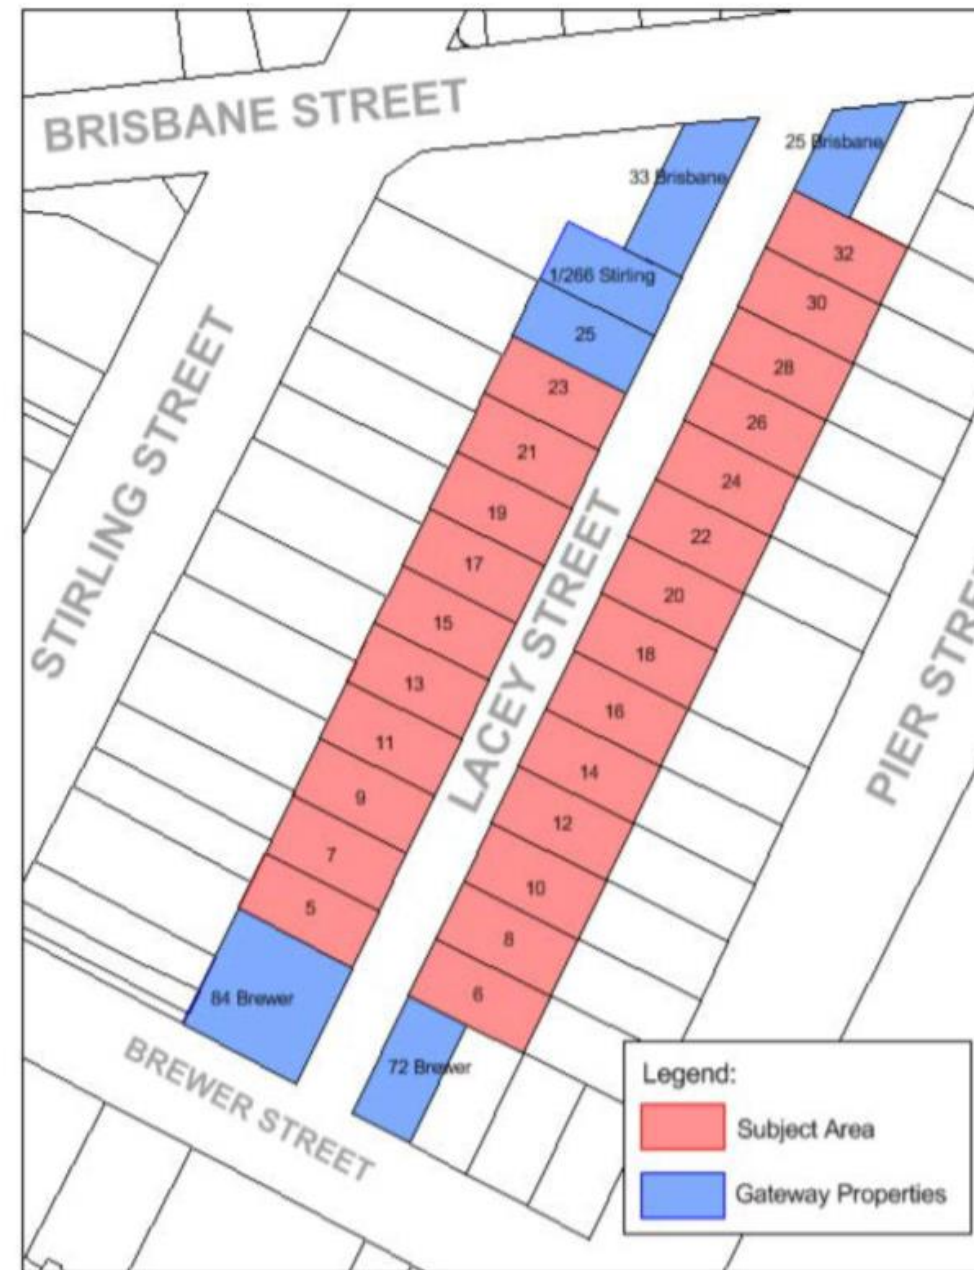 BRISBANE STREET
25 Brisbane
33 Brisbane
32
1/266 Stirling
30
25
28
23
26
21
24
19
22
17
20
15
18
13
16
11
14
9
12
7
10
5
8
6
84 Brewer
72 Brewer
STIRLING STREET
LACEY STREET
BREWER STREET
Legend:
Subject Area
Gateway Properties